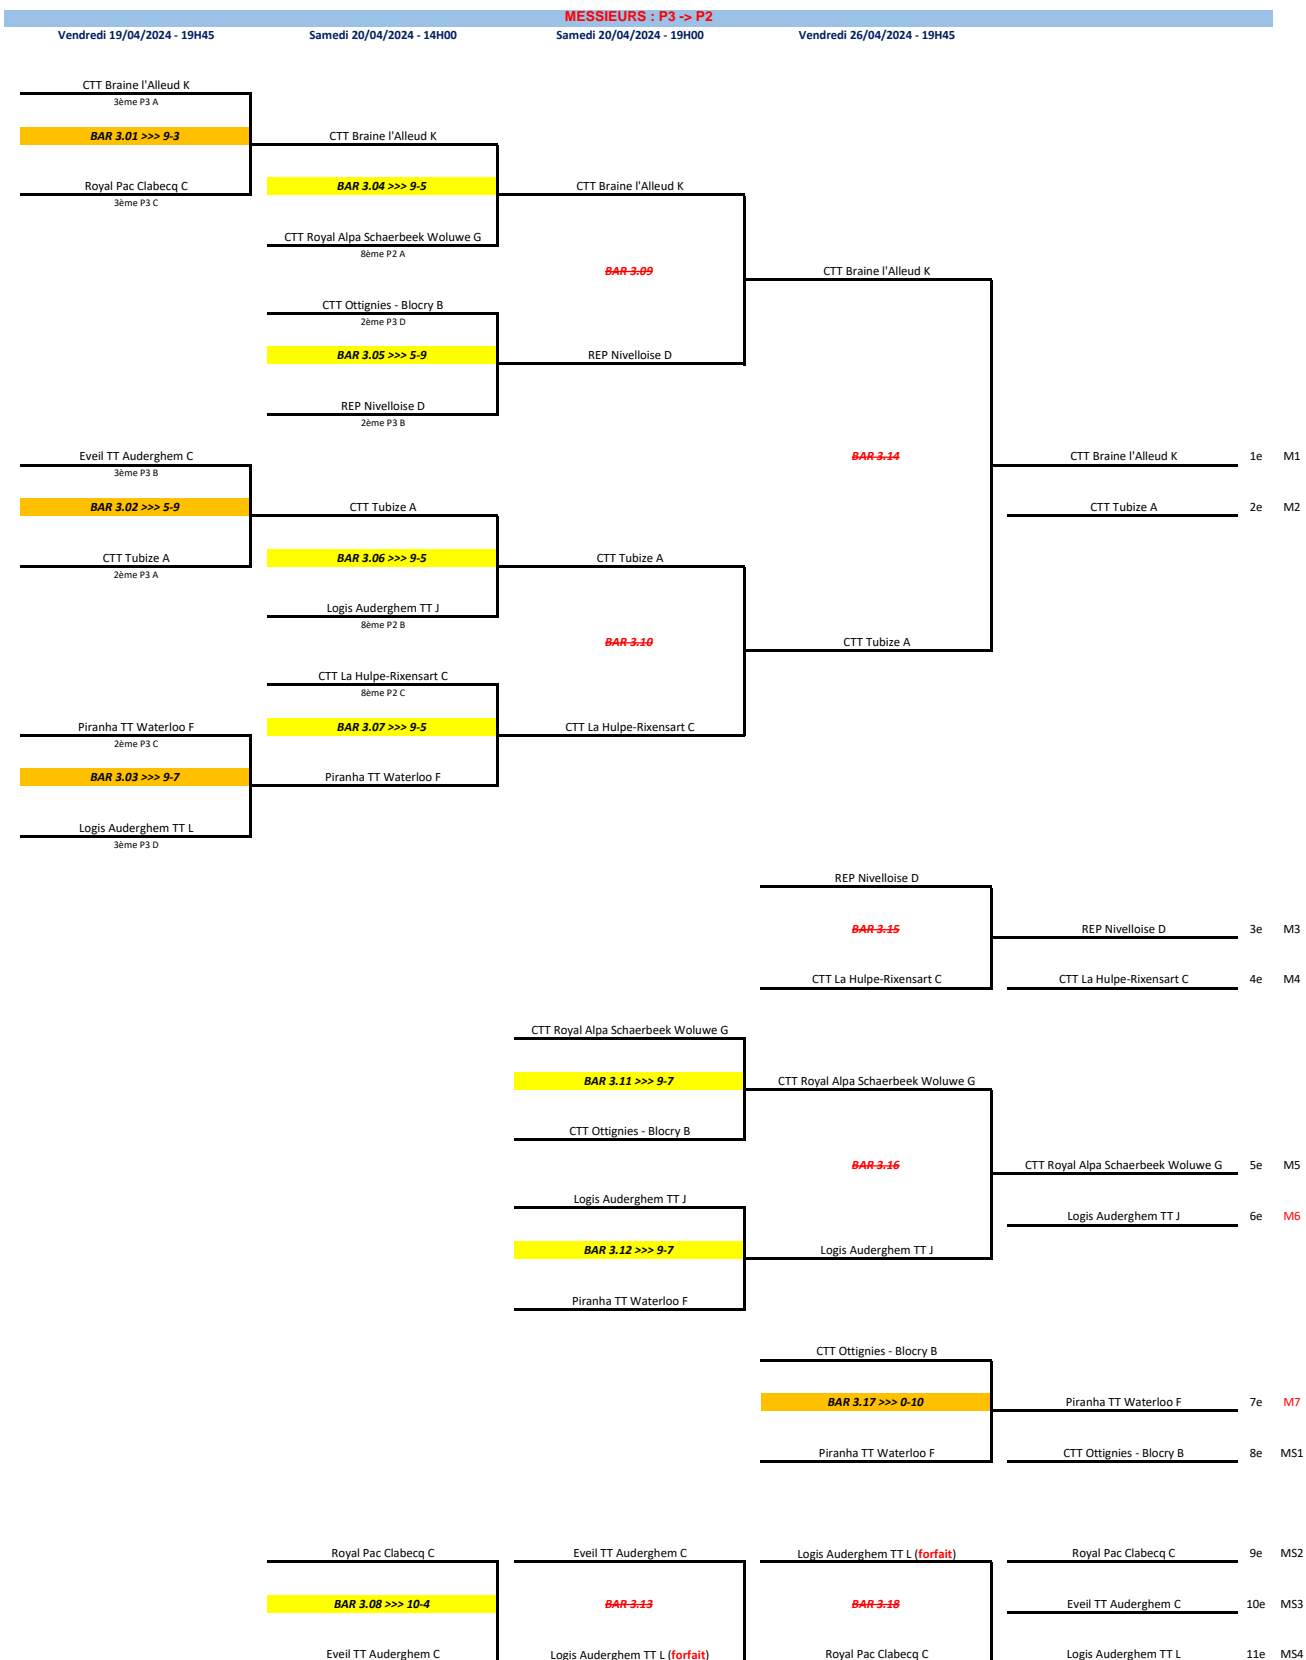 MESSIEURS : P3 -> P2
Vendredi 19/04/2024 - 19H45 Samedi 20/04/2024 - 14H00 Samedi 20/04/2024 - 19H00 Vendredi 26/04/2024 - 19H45
CTT Braine l'Alleud K
3ème P3 A
BAR 3.01 >>> 9-3 CTT Braine l'Alleud K
Royal Pac Clabecq C BAR 3.04 >>> 9-5 CTT Braine l'Alleud K
3ème P3 C
CTT Royal Alpa Schaerbeek Woluwe G
8ème P2 A
BAR 3.09 CTT Braine l'Alleud K
CTT Ottignies - Blocry B
2ème P3 D
BAR 3.05 >>> 5-9 REP Nivelloise D
REP Nivelloise D
2ème P3 B
Eveil TT Auderghem C BAR 3.14 CTT Braine l'Alleud K 1e M1
3ème P3 B
BAR 3.02 >>> 5-9 CTT Tubize A CTT Tubize A 2e M2
CTT Tubize A BAR 3.06 >>> 9-5 CTT Tubize A
2ème P3 A
Logis Auderghem TT J
8ème P2 B
BAR 3.10 CTT Tubize A
CTT La Hulpe-Rixensart C
8ème P2 C
Piranha TT Waterloo F BAR 3.07 >>> 9-5 CTT La Hulpe-Rixensart C
2ème P3 C
BAR 3.03 >>> 9-7 Piranha TT Waterloo F
Logis Auderghem TT L
3ème P3 D
REP Nivelloise D
BAR 3.15 REP Nivelloise D 3e M3
CTT La Hulpe-Rixensart C CTT La Hulpe-Rixensart C 4e M4
CTT Royal Alpa Schaerbeek Woluwe G
BAR 3.11 >>> 9-7 CTT Royal Alpa Schaerbeek Woluwe G
CTT Ottignies - Blocry B
BAR 3.16 CTT Royal Alpa Schaerbeek Woluwe G 5e M5
Logis Auderghem TT J
Logis Auderghem TT J 6e M6
BAR 3.12 >>> 9-7 Logis Auderghem TT J
Piranha TT Waterloo F
CTT Ottignies - Blocry B
BAR 3.17 >>> 0-10 Piranha TT Waterloo F 7e M7
Piranha TT Waterloo F CTT Ottignies - Blocry B 8e MS1
Royal Pac Clabecq C Eveil TT Auderghem C Logis Auderghem TT L (forfait) Royal Pac Clabecq C 9e MS2
BAR 3.08 >>> 10-4 BAR 3.13 BAR 3.18 Eveil TT Auderghem C 10e MS3
Eveil TT Auderghem C Logis Auderghem TT L (forfait) Royal Pac Clabecq C Logis Auderghem TT L 11e MS4